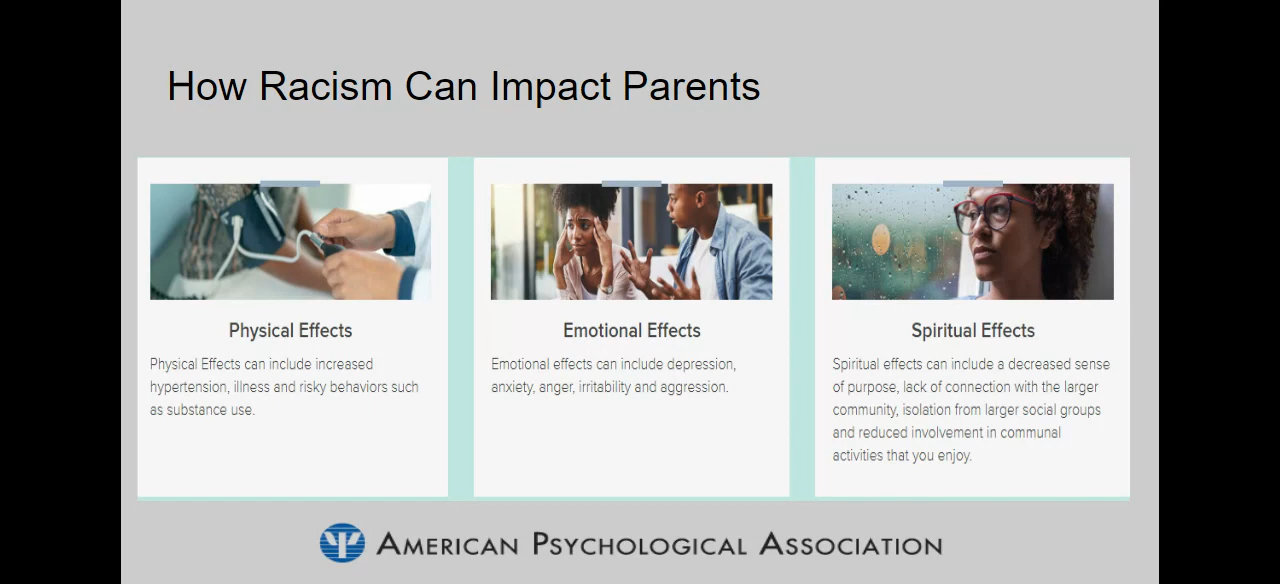 How Racism Can Impact Parents
Physical Effects
Physical Effects can include increased
hypertension, illness and risky behaviors such
as substance use.
Emotional Effects
Emotional effects can include depression,
anxiety, anger, irritability and aggression.
Spiritual Effects
Spiritual effects can include a decreased sense
of purpose, lack of connection with the larger
community, isolation from larger social groups
and reduced involvement in communal
activities that you enjoy.
AMERICAN PSYCHOLOGICAL ASSOCIATION